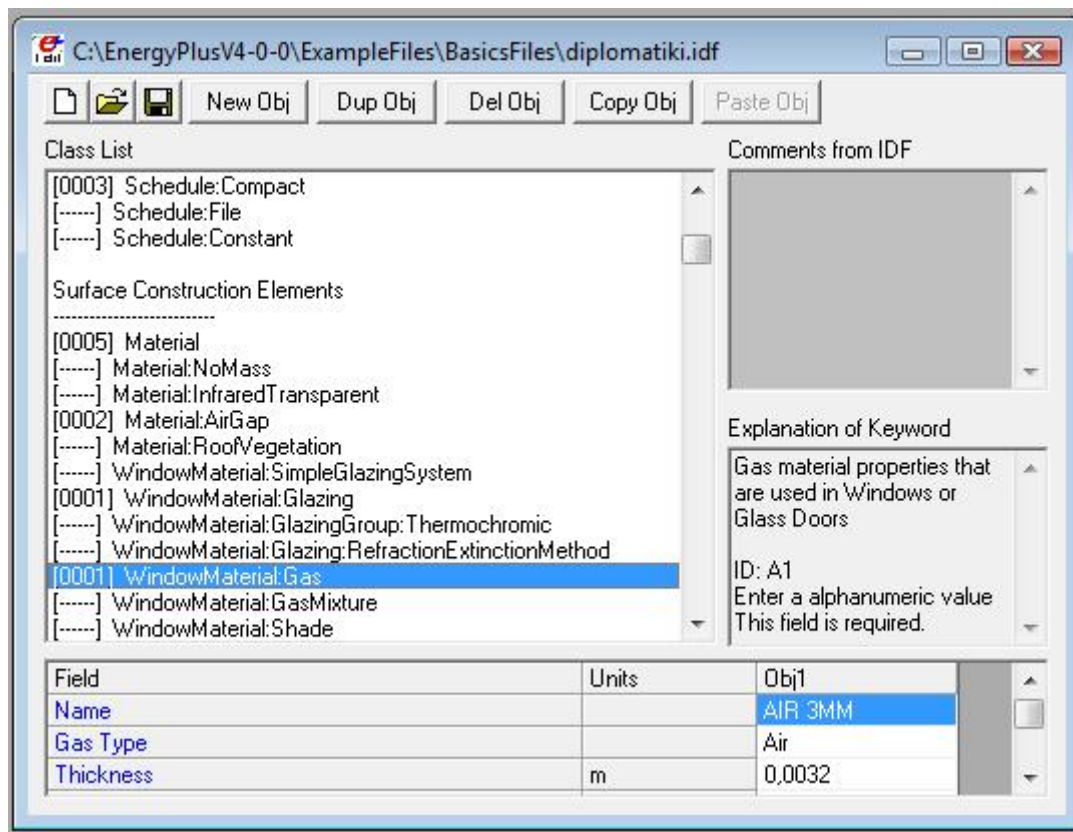 C:\EnergyPlusV4-0-0\ExampleFiles\BasicsFiles\diplomatiki.idf
New Obj Dup Obj Del Obj Copy Obj Paste Obj
Class List
[0003] Schedule:Compact
[------] Schedule:File
[------] Schedule:Constant
Surface Construction Elements
---------------------------
[0005] Material
[------] Material:NoMass
[------] Material:InfraredTransparent
[0002] Material:AirGap
[------] Material:RoofVegetation
[------] WindowMaterial:SimpleGlazingSystem
[0001] WindowMaterial:Glazing
[------] WindowMaterial:GlazingGroup:Thermochromic
[------] WindowMaterial:Glazing:RefractionExtinctionMethod
[0001] WindowMaterial:Gas
[------] WindowMaterial:GasMixture
[------] WindowMaterial:Shade
Comments from IDF
Explanation of Keyword
Gas material properties that
are used in Windows or
Glass Doors
ID: A1
Enter a alphanumeric value
This field is required.
Field Units Obj1
Name AIR 3MM
Gas Type Air
Thickness m 0,0032